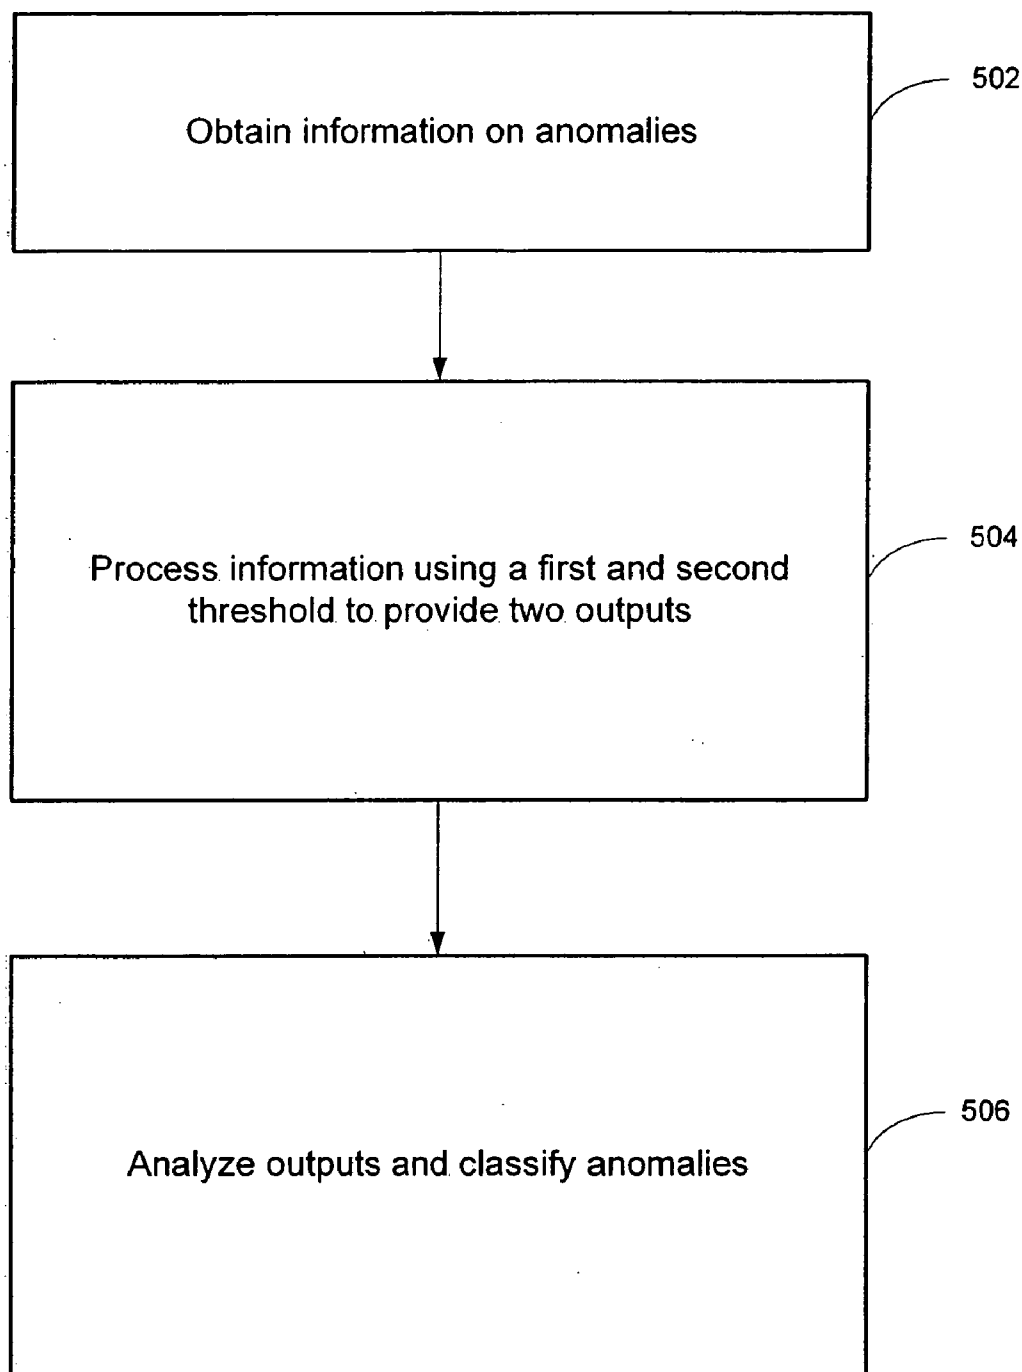 502
Obtain information on anomalies
504
Process information using a first and second
threshold to provide two outputs
506
Analyze outputs and classify anomalies